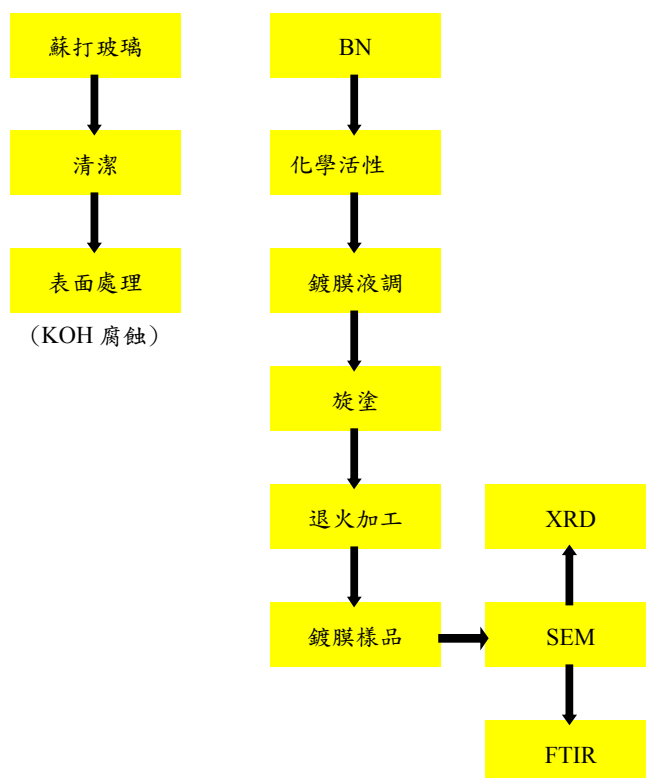 蘇打玻璃
清潔
表面處理
（KOH 腐蝕）
BN
化學活性
鍍膜液調
旋塗
退火加工
鍍膜樣品
XRD
SEM
FTIR